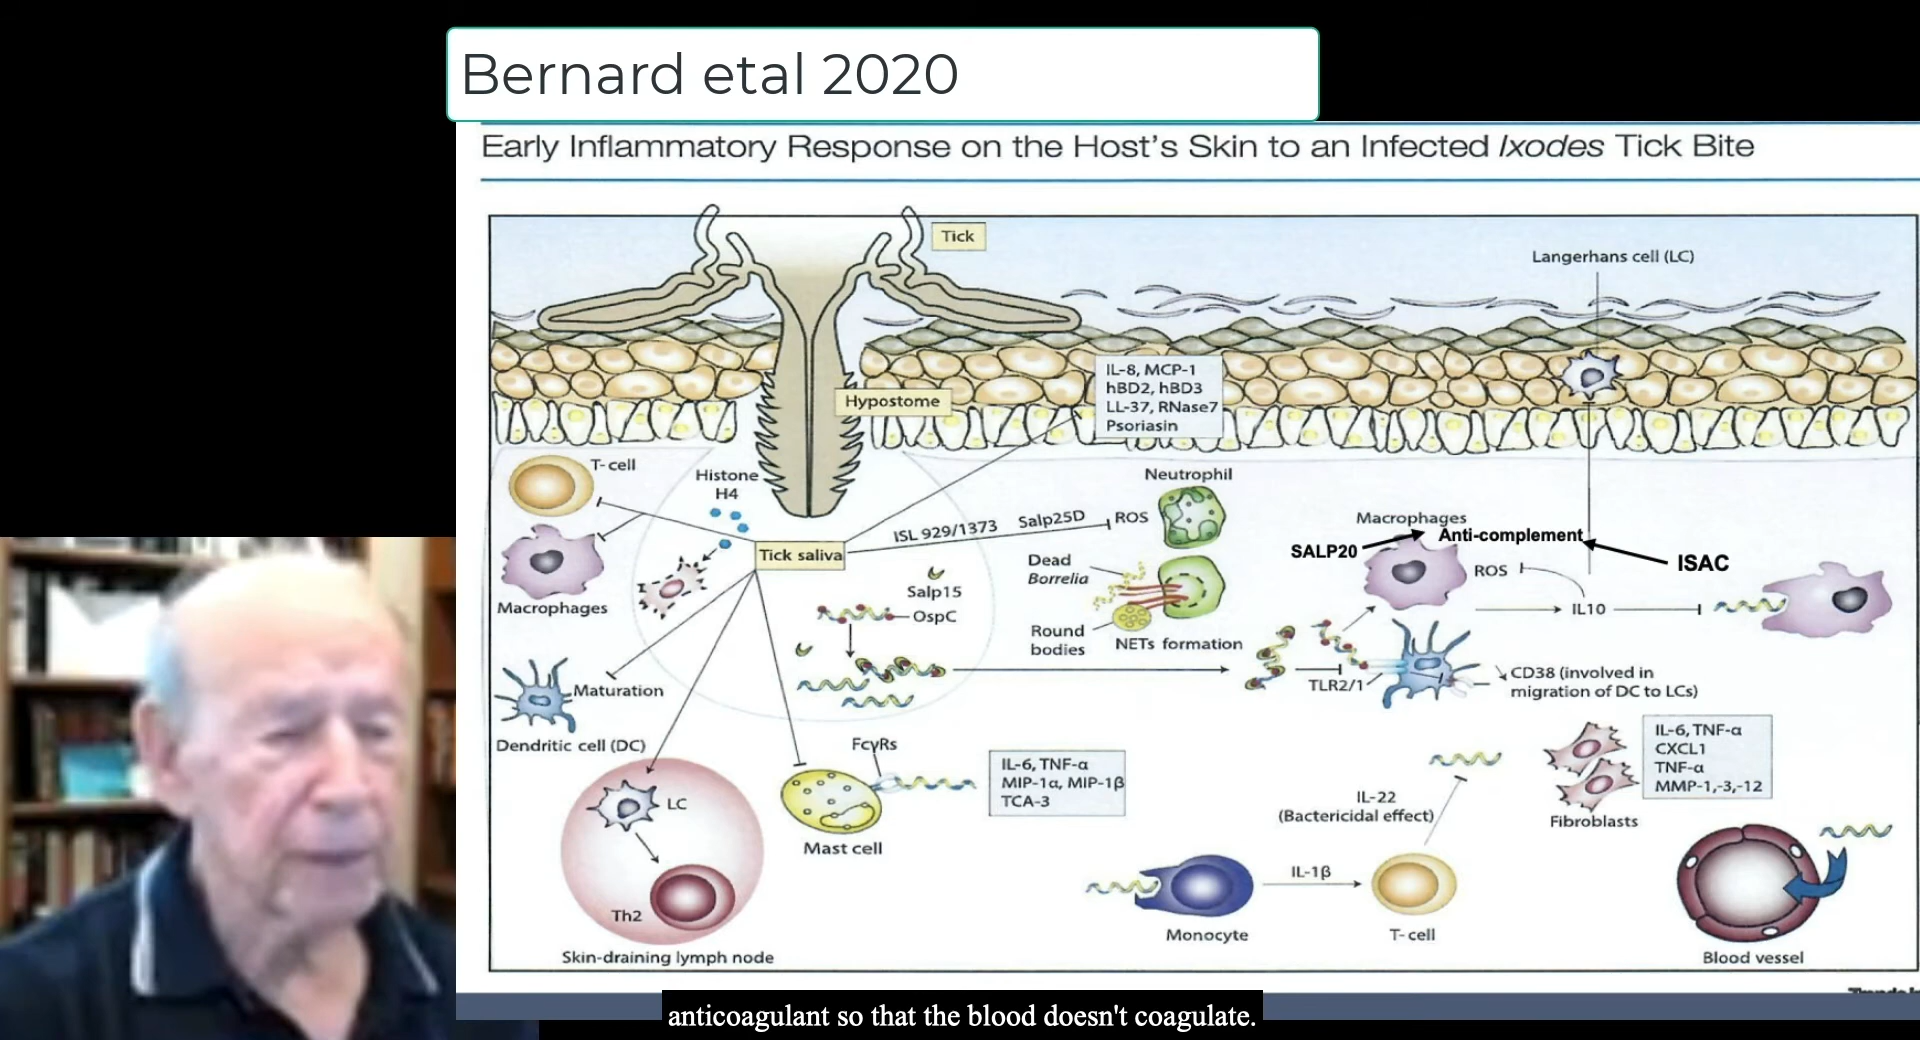 Bernard etal 2020
Early Inflammatory Response on the Host's Skin to an Infected Ixodes Tick Bite
Tick
Langerhans cell (LC)
IL-8, MCP-1
hBD2, hBD3
LL-37, RNase7
Psoriasin
Hypostome
T-cell
Histone
H4
Macrophages
Tick saliva
ISL 929/1373
Salp25D
ROS
Neutrophil
Dead
Borrelia
Round
bodies
NETs formation
Salp15
OspC
Macrophages
SALP20
Anti-complement
ISAC
ROS
IL10
TLR2/1
CD38 (involved in
migration of DC to LCs)
Maturation
Dendritic cell (DC)
LC
Th2
Skin-draining lymph node
FcγRs
Mast cell
IL-6, TNF-α
MIP-1α, MIP-1β
TCA-3
IL-22
(Bactericidal effect)
IL-1β
Monocyte
T-cell
IL-6, TNF-α
CXCL1
TNF-α
MMP-1,-3,-12
Fibroblasts
Blood vessel
anticoagulant so that the blood doesn't coagulate.